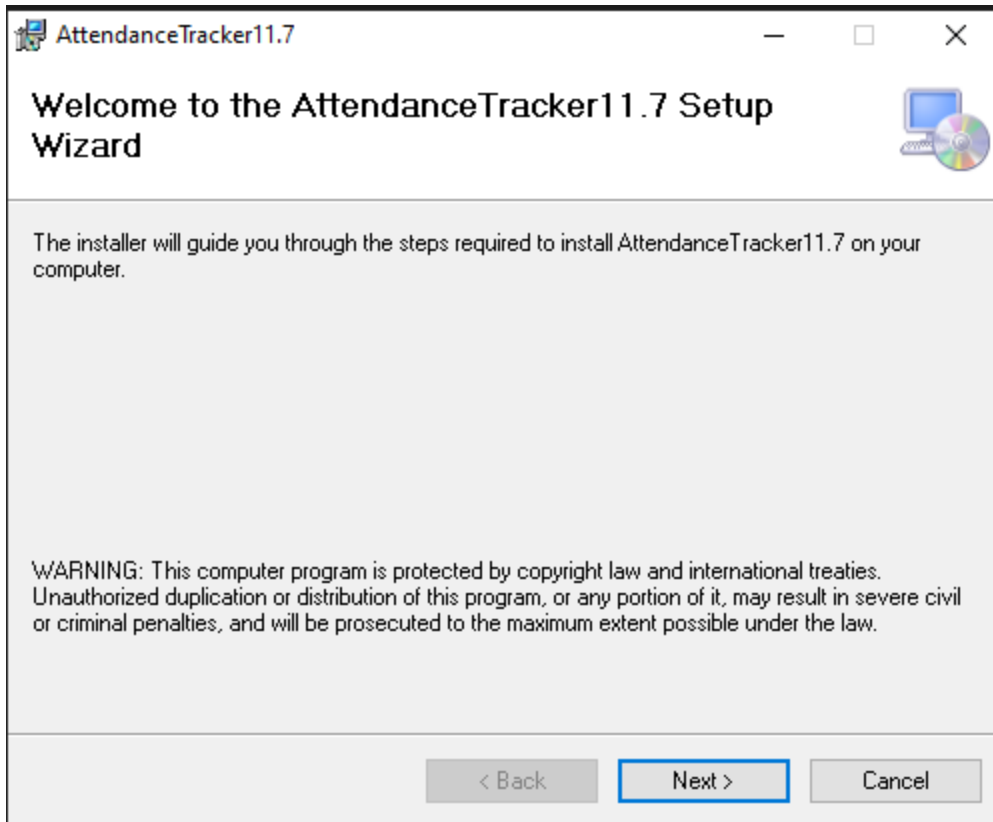 AttendanceTracker11.7
Welcome to the AttendanceTracker11.7 Setup
Wizard
The installer will guide you through the steps required to install AttendanceTracker11.7 on your
computer.
WARNING: This computer program is protected by copyright law and international treaties.
Unauthorized duplication or distribution of this program, or any portion of it, may result in severe civil
or criminal penalties, and will be prosecuted to the maximum extent possible under the law.
< Back
Next >
Cancel